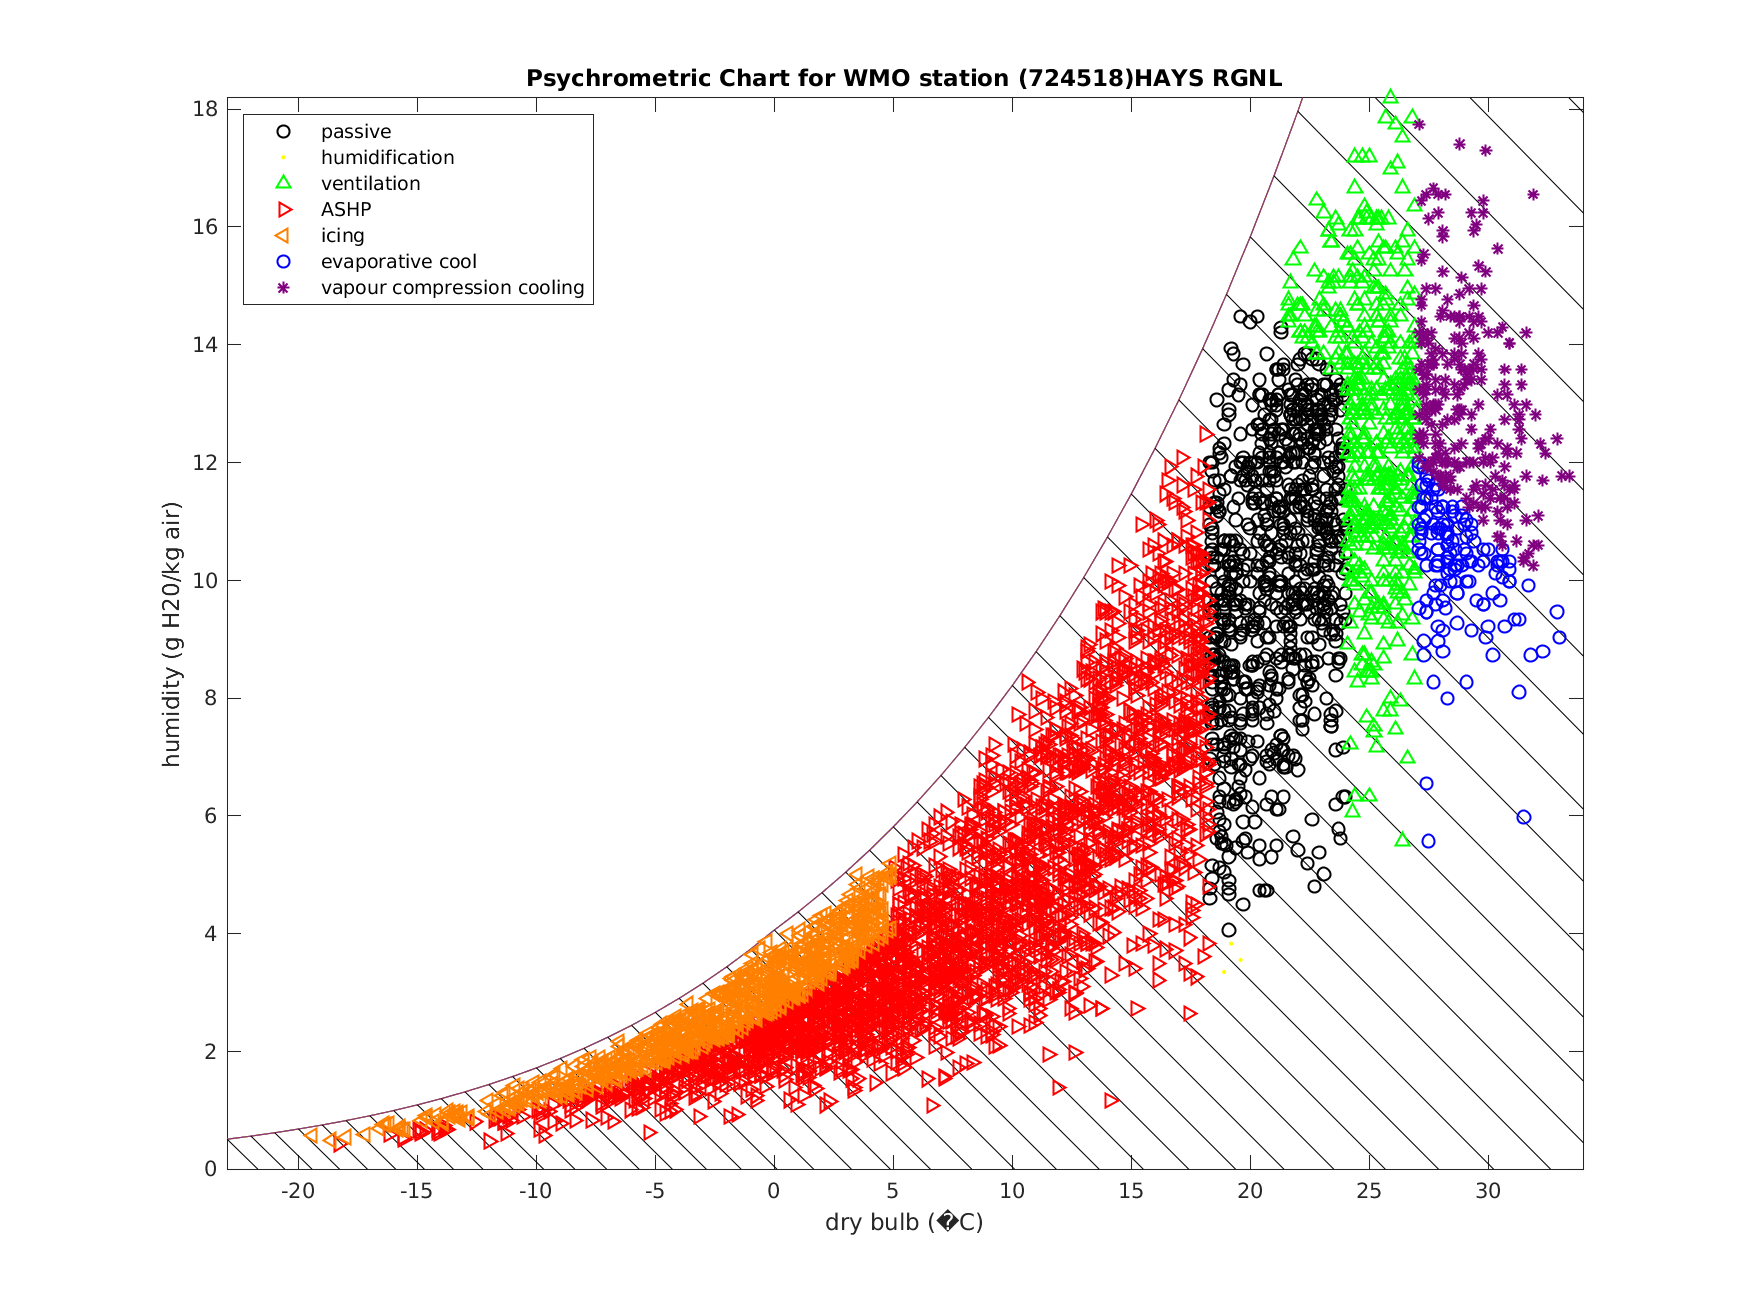 Psychrometric Chart for WMO station (724518)HAYS RGNL
passive
humidification
ventilation
ASHP
icing
evaporative cool
vapour compression cooling
humidity (g H20/kg air)
18
16
14
12
10
8
6
4
2
0
-20 -15 -10 -5 0 5 10 15 20 25 30
dry bulb (�C)